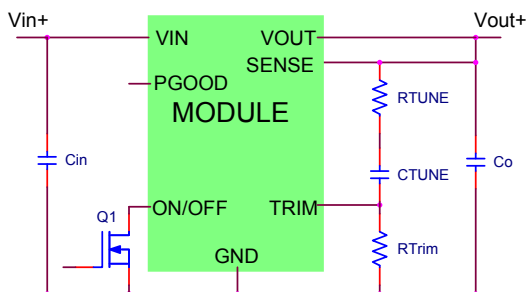 Vin+
Vout+
VIN
VOUT
SENSE
PGOOD
MODULE
RTUNE
Cin
CTUNE
Co
Q1
ON/OFF
TRIM
RTrim
GND